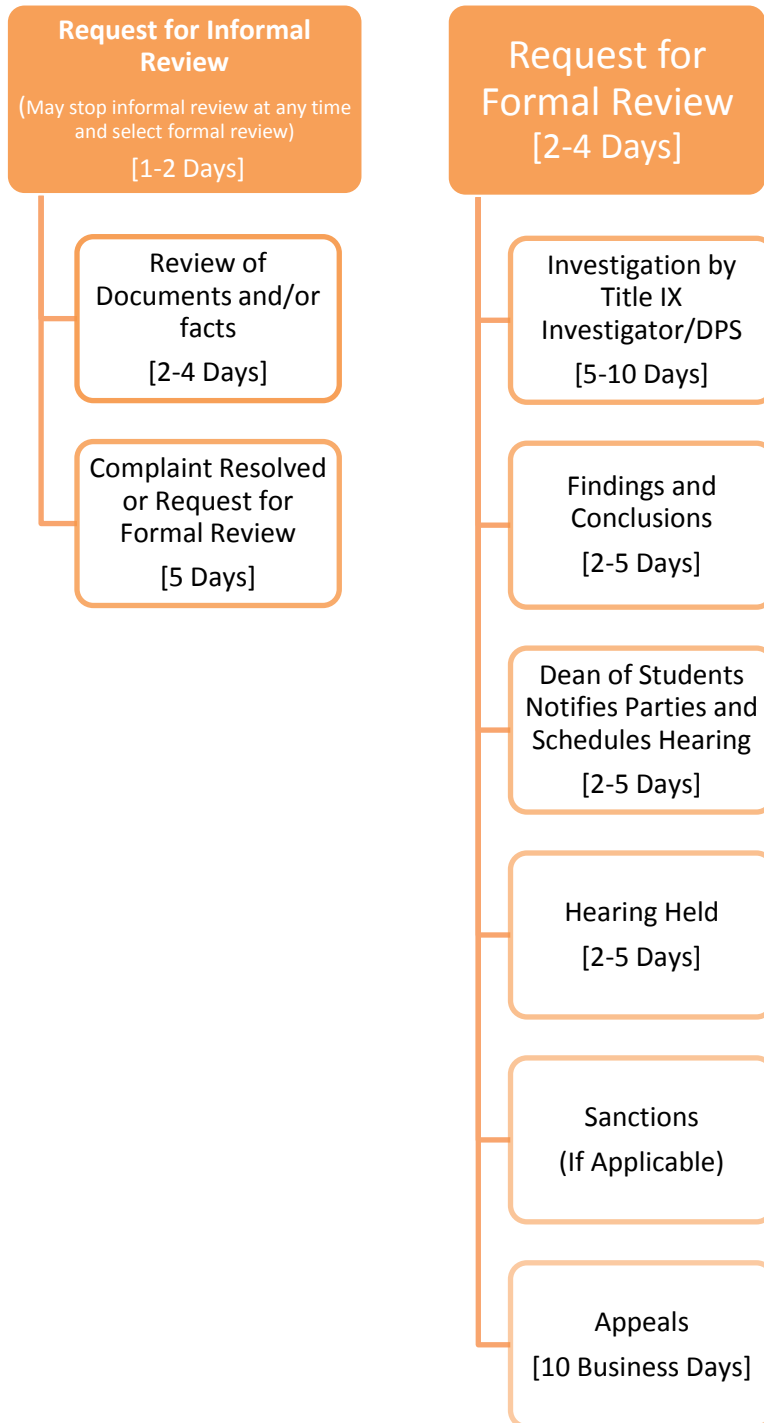 Request for Informal
Review
(May stop informal review at any time
and select formal review)
[1-2 Days]
Review of
Documents and/or
facts
[2-4 Days]
Complaint Resolved
or Request for
Formal Review
[5 Days]
Request for
Formal Review
[2-4 Days]
Investigation by
Title IX
Investigator/DPS
[5-10 Days]
Findings and
Conclusions
[2-5 Days]
Dean of Students
Notifies Parties and
Schedules Hearing
[2-5 Days]
Hearing Held
[2-5 Days]
Sanctions
(If Applicable)
Appeals
[10 Business Days]